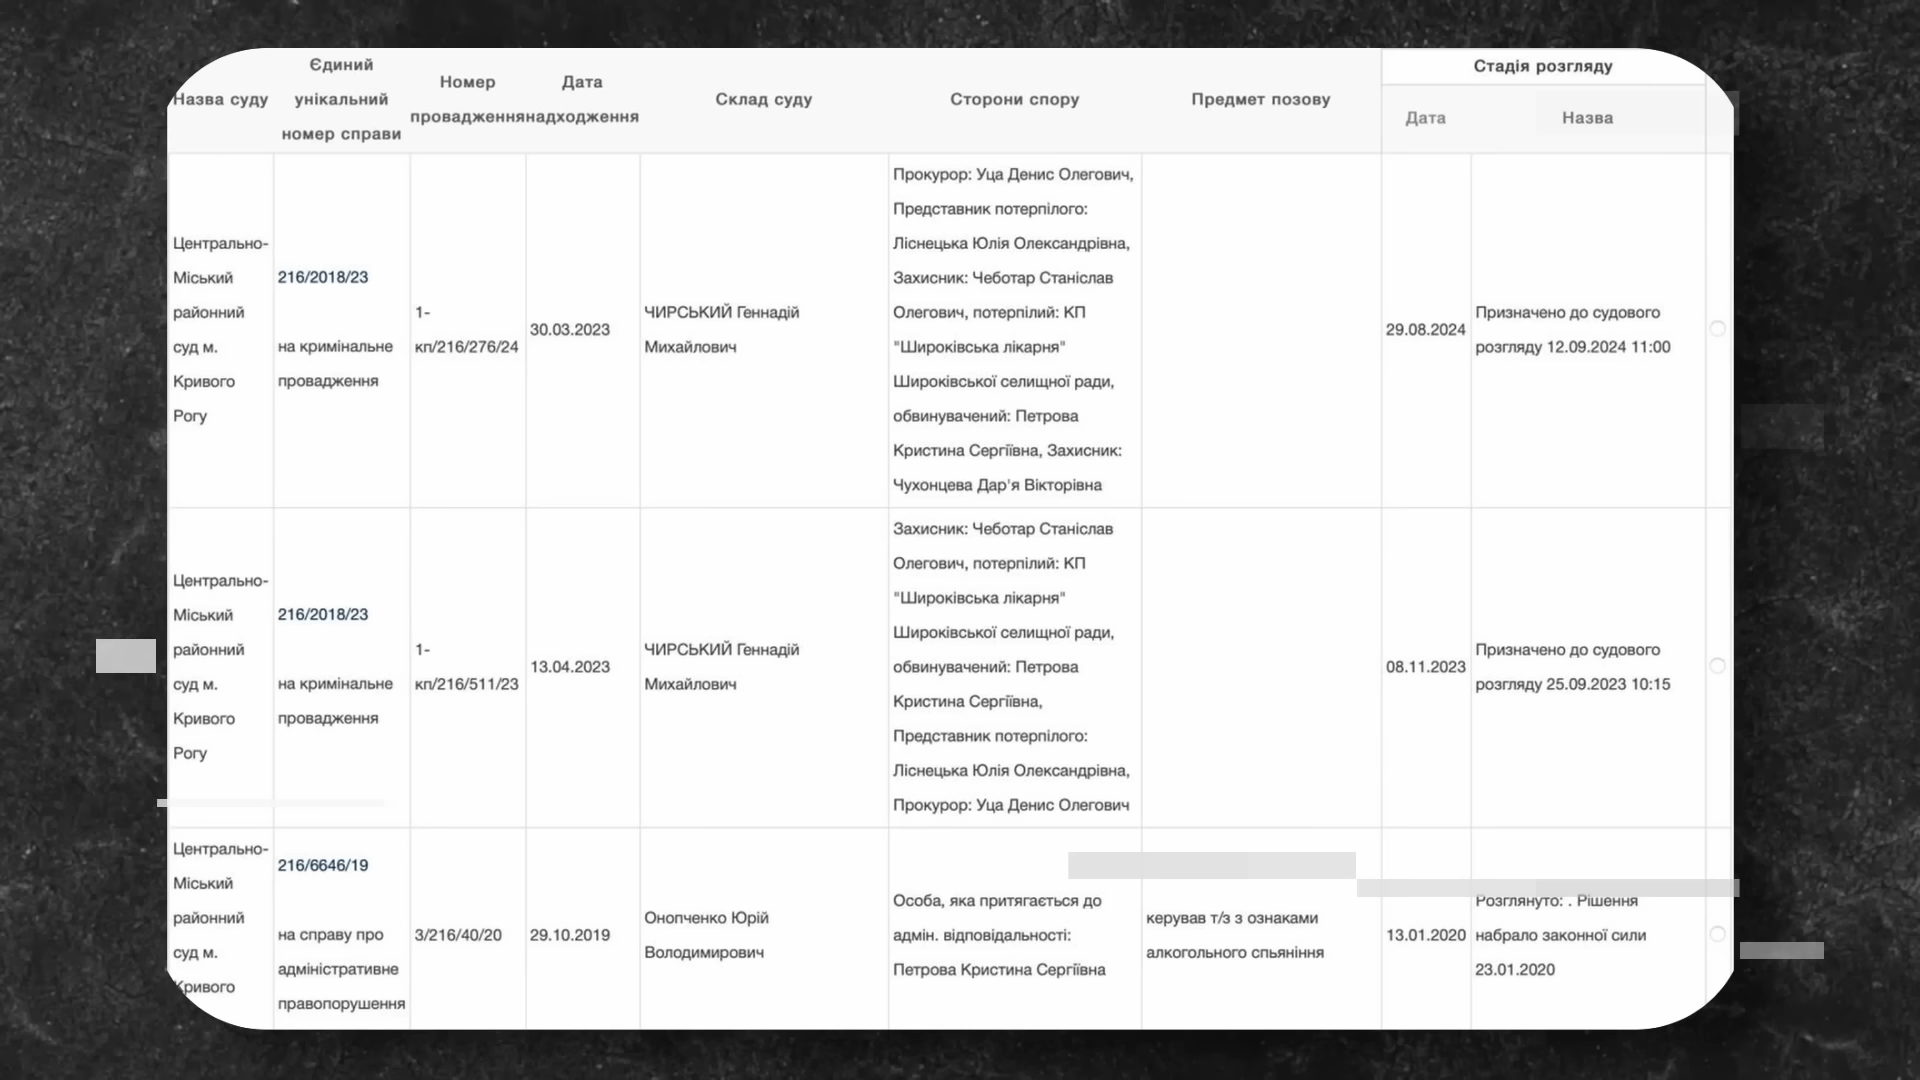 Назва суду
Єдиний
унікальний
номер справи
Номер
провадження
Дата
надходження
Склад суду
Сторони спору
Предмет позову
Стадія розгляду
Дата
Назва
Центрально-
Міський
районний
суд м.
Кривого
Рогу
216/2018/23
на кримінальне
провадження
1-
кп/216/276/24
30.03.2023
ЧИРСЬКИЙ Геннадій
Михайлович
Прокурор: Уца Денис Олегович,
Представник потерпілого:
Ліснецька Юлія Олександрівна,
Захисник: Чеботар Станіслав
Олегович, потерпілий: КП
"Широківська лікарня"
Широківської селищної ради,
обвинувачений: Петрова
Кристина Сергіївна, Захисник:
Чухонцева Дар'я Вікторівна
29.08.2024
Призначено до судового
розгляду 12.09.2024 11:00
Центрально-
Міський
районний
суд м.
Кривого
Рогу
216/2018/23
на кримінальне
провадження
1-
кп/216/511/23
13.04.2023
ЧИРСЬКИЙ Геннадій
Михайлович
Захисник: Чеботар Станіслав
Олегович, потерпілий: КП
"Широківська лікарня"
Широківської селищної ради,
обвинувачений: Петрова
Кристина Сергіївна,
Представник потерпілого:
Ліснецька Юлія Олександрівна,
Прокурор: Уца Денис Олегович
08.11.2023
Призначено до судового
розгляду 25.09.2023 10:15
Центрально-
Міський
районний
суд м.
Кривого
216/6646/19
на справу про
адміністративне
правопорушення
3/216/40/20
29.10.2019
Онопченко Юрій
Володимирович
Особа, яка притягається до
адмін. відповідальності:
Петрова Кристина Сергіївна
керував т/з з ознаками
алкогольного спьяніння
13.01.2020
Розглянуто: . Рішення
набрало законної сили
23.01.2020